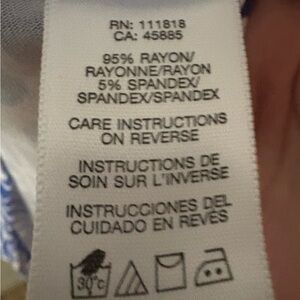 RN: 111818
CA: 45885
95% RAYON/
RAYONNE/RAYON
5% SPANDEX/
SPANDEX/SPANDEX
CARE INSTRUCTIONS
ON REVERSE
INSTRUCTIONS DE
SOIN SUR L'INVERSE
INSTRUCCIONES DEL
CUIDADO EN REVÉS
30°c